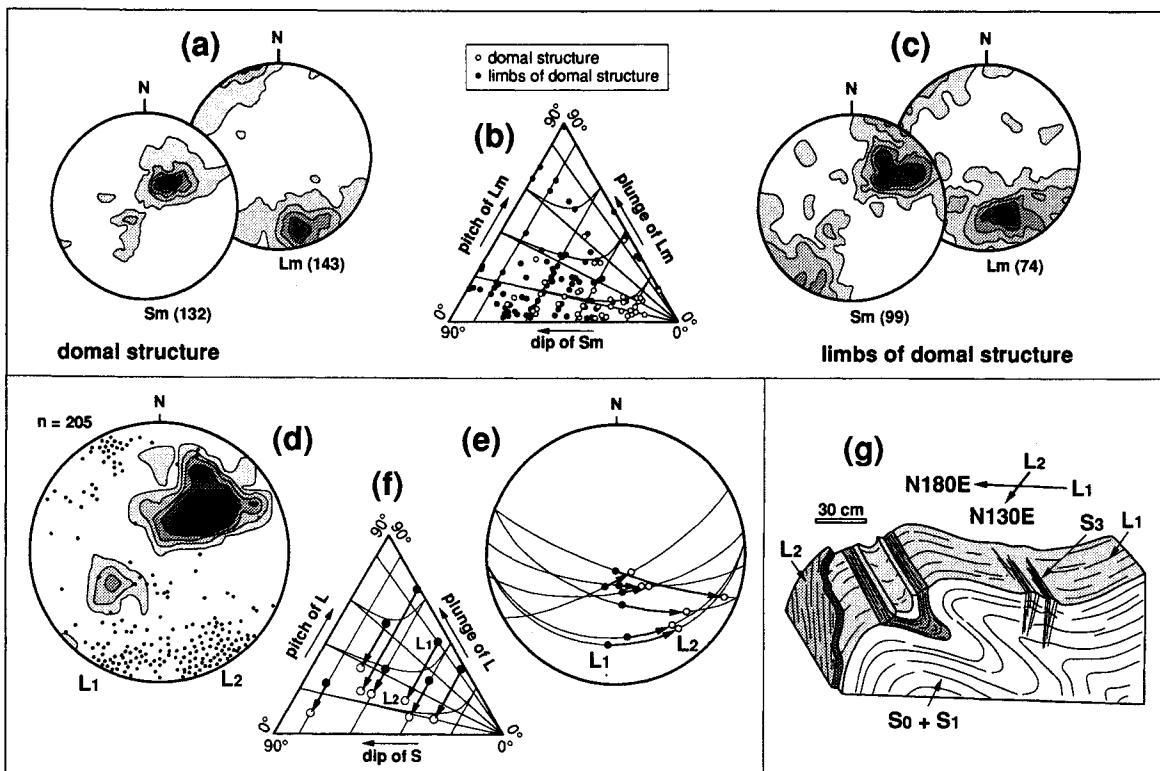 (a)
N
N
Lm (143)
Sm (132)
domal structure
○ domal structure
● limbs of domal structure
(b)
90°
90°
pitch of Lm
plunge of Lm
0°
90°
0°
0°
dip of Sm
(c)
N
N
Lm (74)
Sm (99)
limbs of domal structure
n = 205
N
(d)
L1
L2
(f)
90°
90°
pitch of L
plunge of L
L1
L2
0°
90°
0°
0°
dip of S
(e)
N
L1
L2
(g)
L2
N180E
L1
N130E
30 cm
S3
L1
L2
S0 + S1